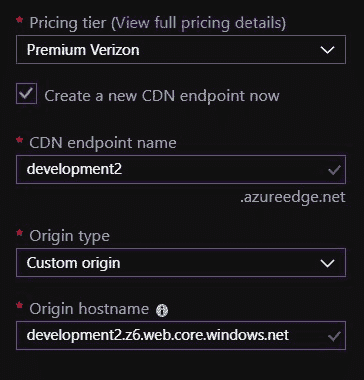 * Pricing tier (View full pricing details)
Premium Verizon
Create a new CDN endpoint now
* CDN endpoint name
development2
.azureedge.net
* Origin type
Custom origin
* Origin hostname
development2.z6.web.core.windows.net